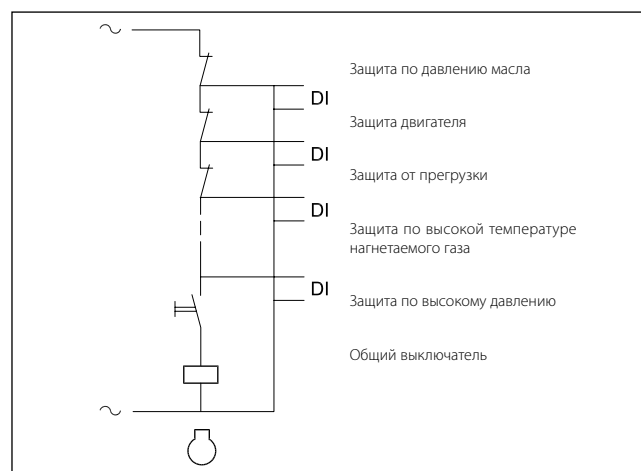 Защита по давлению масла
DI
Защита двигателя
DI
Защита от прегрузки
DI
Защита по высокой температуре
нагнетаемого газа
DI
Защита по высокому давлению
Общий выключатель